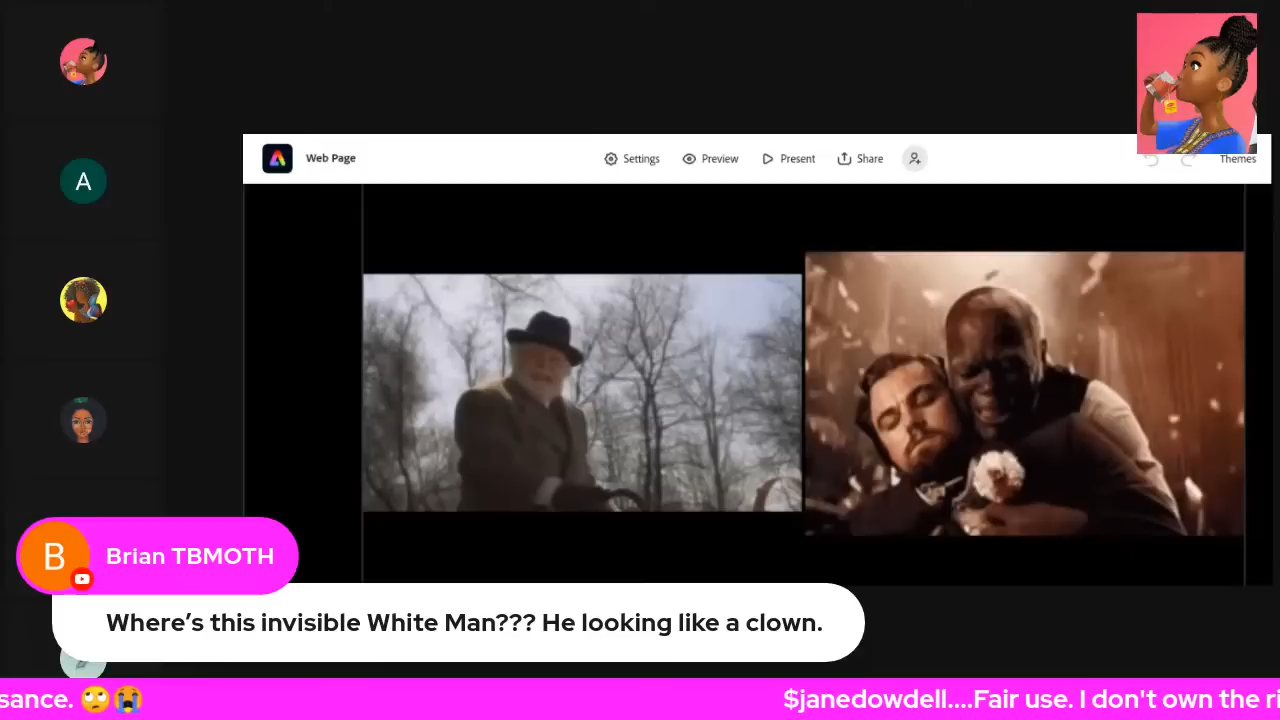 Web Page
Settings
Preview
Present
Share
Themes
A
B
Brian TBMOTH
Where’s this invisible White Man??? He looking like a clown.
sance. 🙄😭 $janedowdell....Fair use. I don't own the ri